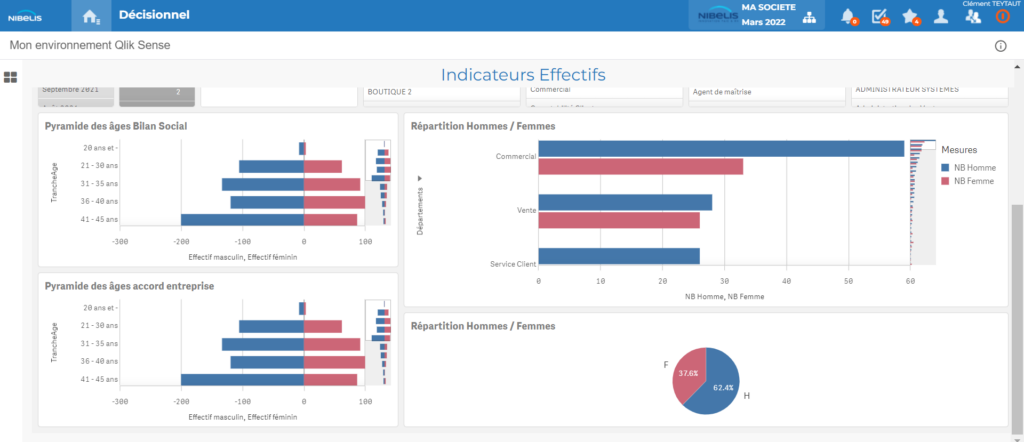 Clément TEYTAUT
NIBELIS
Décisionnel
NIBELIS
MA SOCIETE
Mars 2022
Mon environnement Qlik Sense
Indicateurs Effectifs
Septembre 2021
2
BOUTIQUE 2
Commercial
Agent de maîtrise
ADMINISTRATEUR SYSTEMES
Pyramide des âges Bilan Social
TrancheAge
20 ans et -
21 - 30 ans
31 - 35 ans
36 - 40 ans
41 - 45 ans
-300 -200 -100 0 100
Effectif masculin, Effectif féminin
Répartition Hommes / Femmes
Départements
Commercial
Vente
Service Client
0 10 20 30 40 50 60
NB Homme, NB Femme
Mesures
NB Homme
NB Femme
Pyramide des âges accord entreprise
TrancheAge
20 ans et -
21 - 30 ans
31 - 35 ans
36 - 40 ans
41 - 45 ans
-300 -200 -100 0 100
Effectif masculin, Effectif féminin
Répartition Hommes / Femmes
F
37.6%
62.4%
H